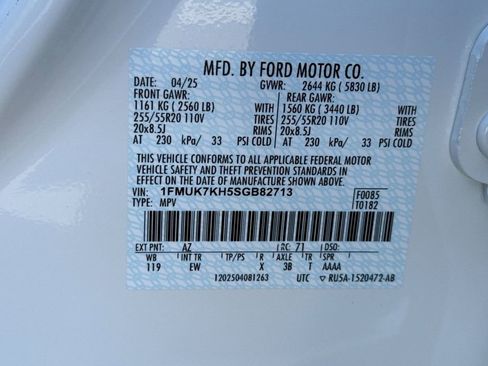 MFD. BY FORD MOTOR CO.
DATE: 04/25 GVWR: 2644 KG ( 5830 LB)
FRONT GAWR: REAR GAWR:
1161 KG ( 2560 LB) WITH 1560 KG ( 3440 LB) WITH
255/55R20 110V TIRES 255/55R20 110V TIRES
20x8.5J RIMS 20x8.5J RIMS
AT 230 kPa/ 33 PSI COLD AT 230 kPa/ 33 PSI COLD
THIS VEHICLE CONFORMS TO ALL APPLICABLE FEDERAL MOTOR
VEHICLE SAFETY AND THEFT PREVENTION STANDARDS IN
EFFECT ON THE DATE OF MANUFACTURE SHOWN ABOVE.
VIN: 1FMUK7KH5SGB82713 F0085
TYPE: MPV T0182
EXT PNT: AZ RC: 71 DSO:
WB INT TR TP/PS R AXLE TR SPR
119 EW X 3B T AAAA
1202504081263 UTC ▽ RU5A-1520472-AB